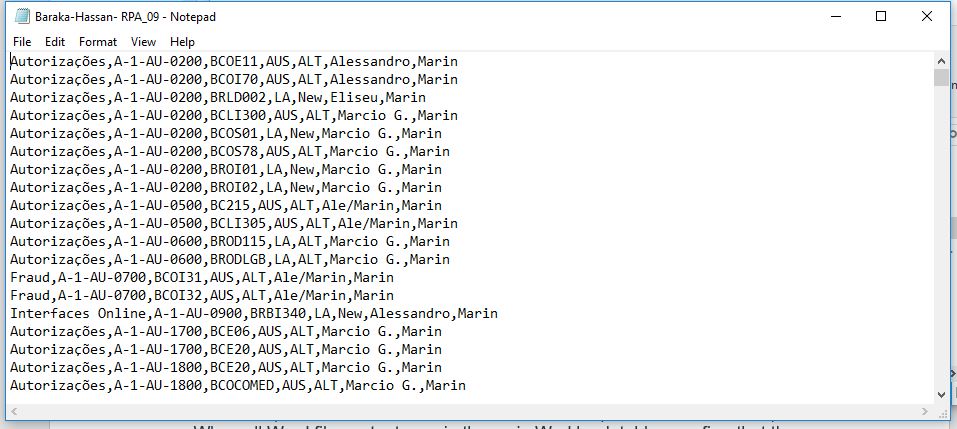 Baraka-Hassan- RPA_09 - Notepad
File Edit Format View Help
Autorizações,A-1-AU-0200,BCOE11,AUS,ALT,Alessandro,Marin
Autorizações,A-1-AU-0200,BCOI70,AUS,ALT,Alessandro,Marin
Autorizações,A-1-AU-0200,BRLD002,LA,New,Eliseu,Marin
Autorizações,A-1-AU-0200,BCLI300,AUS,ALT,Marcio G.,Marin
Autorizações,A-1-AU-0200,BCOS01,LA,New,Marcio G.,Marin
Autorizações,A-1-AU-0200,BCOS78,AUS,ALT,Marcio G.,Marin
Autorizações,A-1-AU-0200,BROI01,LA,New,Marcio G.,Marin
Autorizações,A-1-AU-0200,BROI02,LA,New,Marcio G.,Marin
Autorizações,A-1-AU-0500,BC215,AUS,ALT,Ale/Marin,Marin
Autorizações,A-1-AU-0500,BCLI305,AUS,ALT,Ale/Marin,Marin
Autorizações,A-1-AU-0600,BROD115,LA,ALT,Marcio G.,Marin
Autorizações,A-1-AU-0600,BRODLGB,LA,ALT,Marcio G.,Marin
Fraud,A-1-AU-0700,BCOI31,AUS,ALT,Ale/Marin,Marin
Fraud,A-1-AU-0700,BCOI32,AUS,ALT,Ale/Marin,Marin
Interfaces Online,A-1-AU-0900,BRBI340,LA,New,Alessandro,Marin
Autorizações,A-1-AU-1700,BCE06,AUS,ALT,Marcio G.,Marin
Autorizações,A-1-AU-1700,BCE20,AUS,ALT,Marcio G.,Marin
Autorizações,A-1-AU-1800,BCE20,AUS,ALT,Marcio G.,Marin
Autorizações,A-1-AU-1800,BCOCOMED,AUS,ALT,Marcio G.,Marin